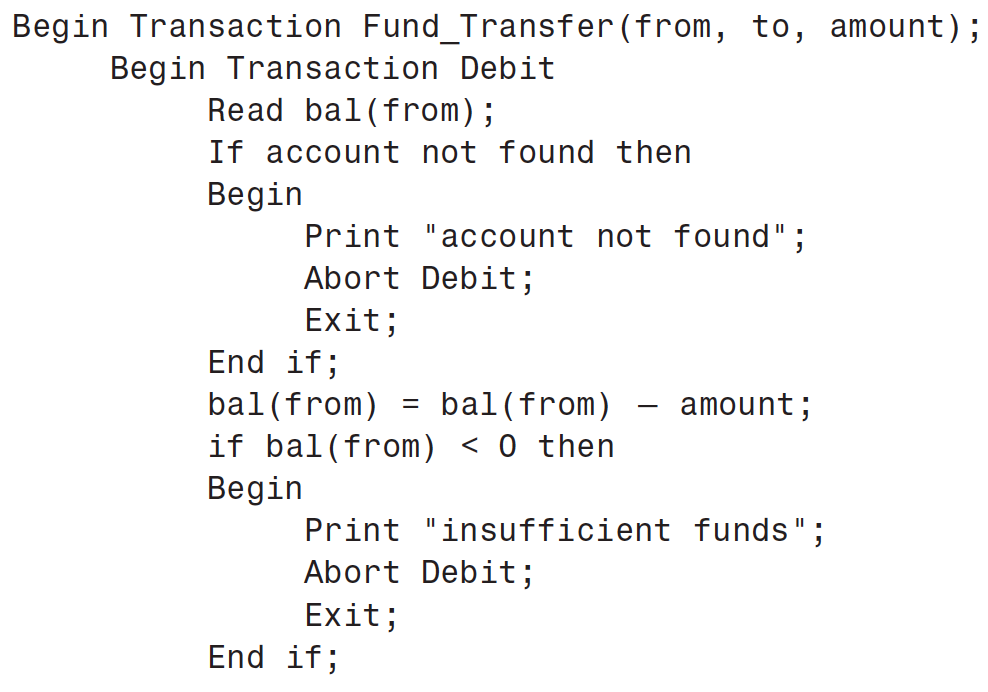 Begin Transaction Fund_Transfer(from, to, amount);
Begin Transaction Debit
Read bal(from);
If account not found then
Begin
Print "account not found";
Abort Debit;
Exit;
End if;
bal(from) = bal(from) – amount;
if bal(from) < 0 then
Begin
Print "insufficient funds";
Abort Debit;
Exit;
End if;